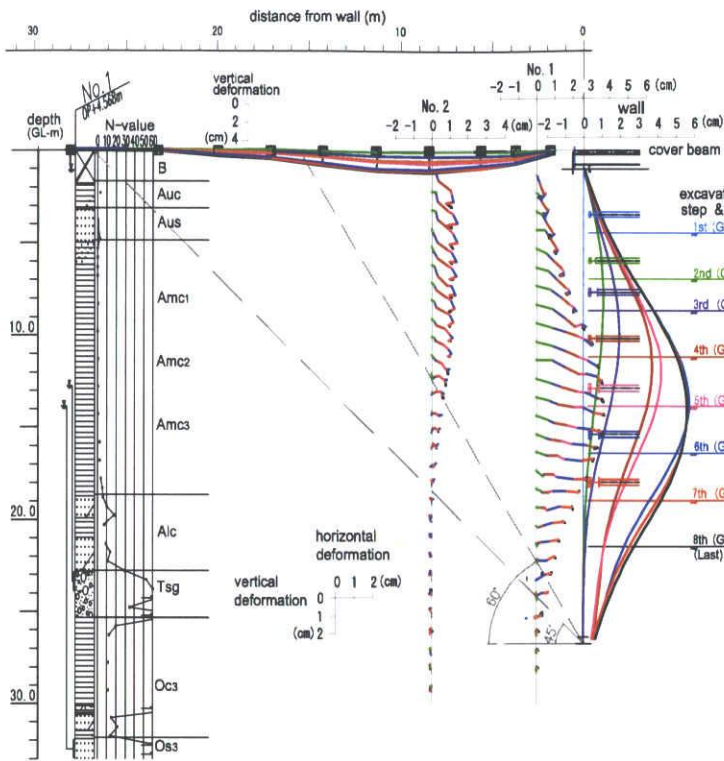 distance from wall (m)
30 20 10 0
No.1
OP+4.568m
depth
(GL-m)
N-value
0 10 20 30 40 50 60
vertical
deformation
0
2
(cm) 4
No. 2
-2 -1 0 1 2 3 4 (cm)
No. 1
-2 -1 0 1 2 3 4 5 6 (cm)
wall
-2 -1 0 1 2 3 4 5 6 (cm)
cover beam
B
Auc
Aus
Amc1
10.0
Amc2
Amc3
20.0
Alc
Tsg
30.0
Oc3
Os3
excava
step &
1st (G
2nd (G
3rd (G
4th (G
5th (G
6th (G
7th (G
8th (G
(Last)
horizontal
deformation
0 1 2 (cm)
vertical
deformation
0
1
(cm) 2
60°
45°